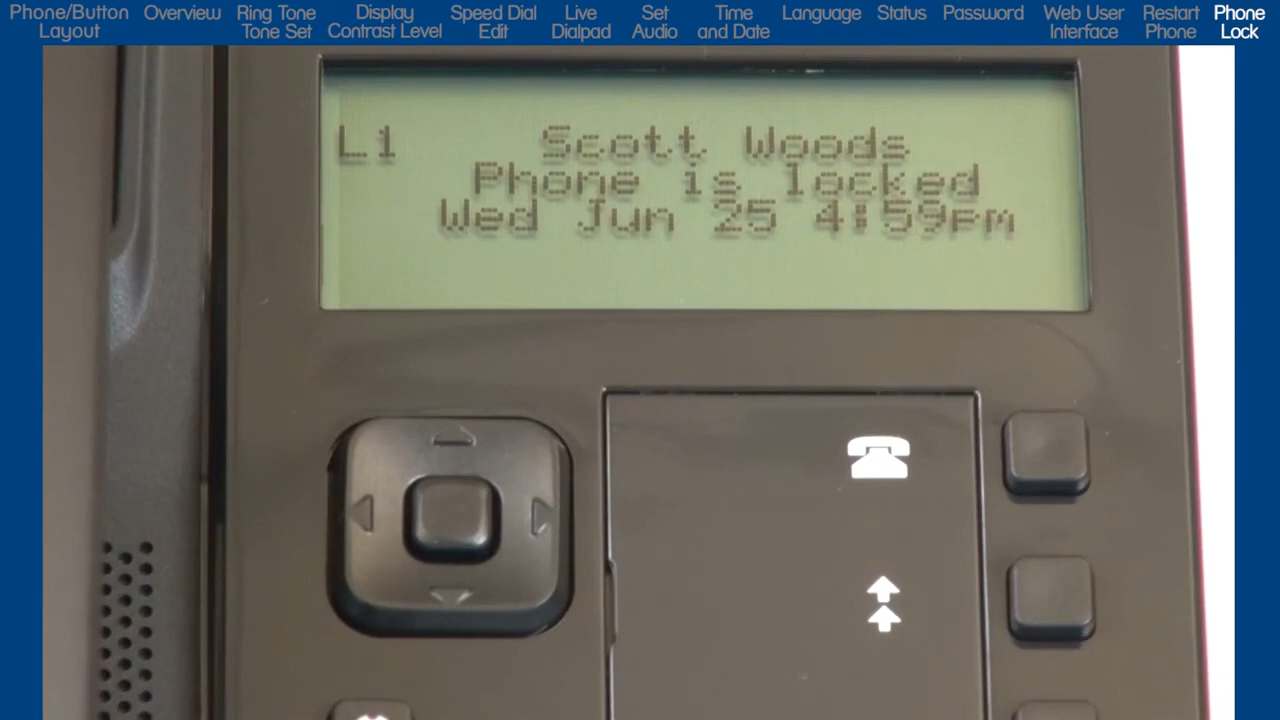 Phone/Button
Layout
Overview
Ring Tone
Tone Set
Display
Contrast Level
Speed Dial
Edit
Live
Dialpad
Set
Audio
Time
and Date
Language
Status
Password
Web User
Interface
Restart
Phone
Phone
Lock
L1 Scott Woods
Phone is locked
Wed Jun 25 4:59pm